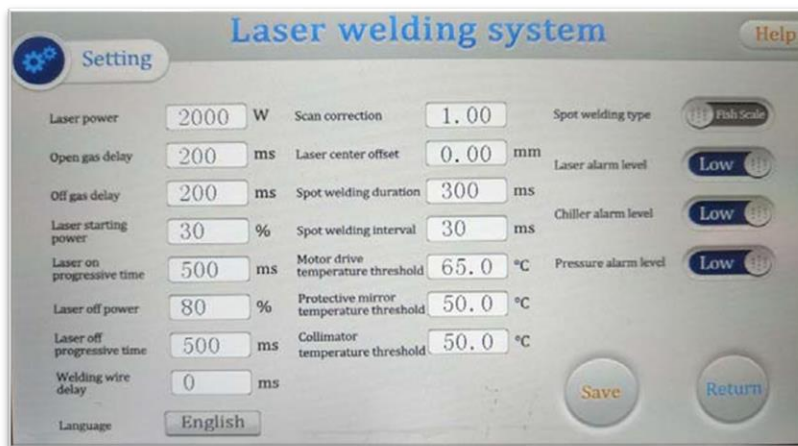 Laser welding system
Help
Setting
Laser power 2000 W
Open gas delay 200 ms
Off gas delay 200 ms
Laser starting
power 30 %
Laser on
progressive time 500 ms
Laser off power 80 %
Laser off
progressive time 500 ms
Welding wire
delay 0 ms
Language English
Scan correction 1.00
Laser center offset 0.00 mm
Spot welding duration 300 ms
Spot welding interval 30 ms
Motor drive
temperature threshold 65.0 °C
Protective mirror
temperature threshold 50.0 °C
Collimator
temperature threshold 50.0 °C
Spot welding type Fish Scale
Laser alarm level Low
Chiller alarm level Low
Pressure alarm level Low
Save
Return